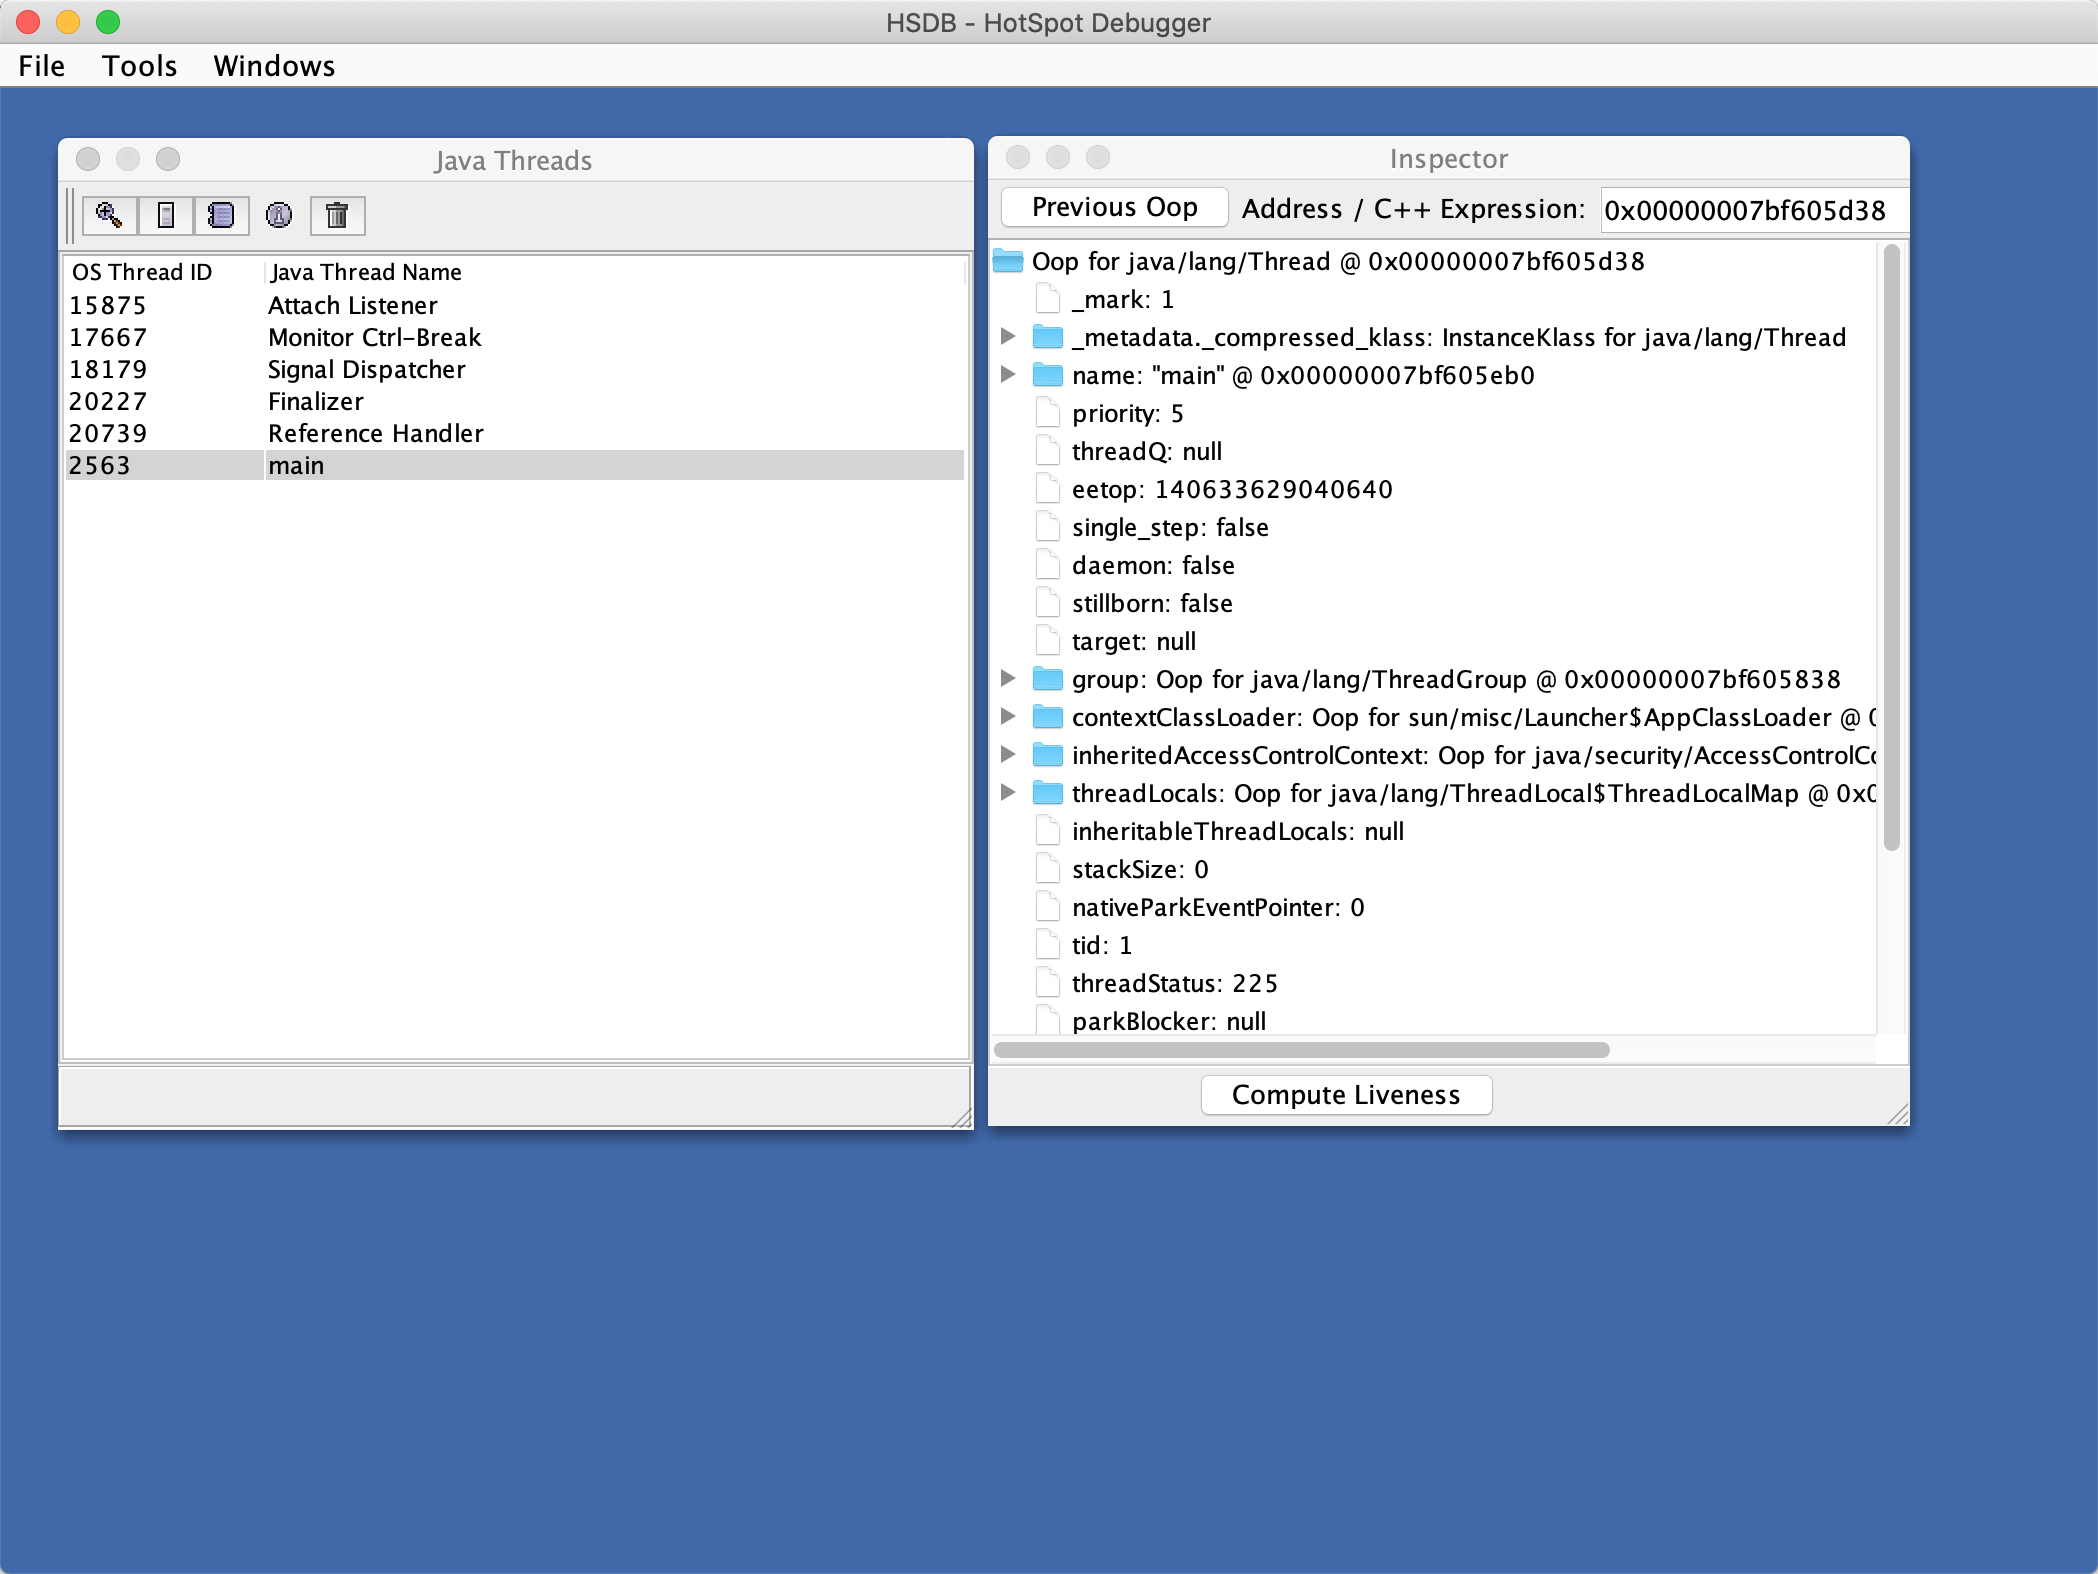 HSDB - HotSpot Debugger
File Tools Windows
Java Threads
OS Thread ID Java Thread Name
15875 Attach Listener
17667 Monitor Ctrl-Break
18179 Signal Dispatcher
20227 Finalizer
20739 Reference Handler
2563 main
Inspector
Previous Oop Address / C++ Expression: 0x00000007bf605d38
Oop for java/lang/Thread @ 0x00000007bf605d38
_mark: 1
_metadata._compressed_klass: InstanceKlass for java/lang/Thread
name: "main" @ 0x00000007bf605eb0
priority: 5
threadQ: null
eetop: 140633629040640
single_step: false
daemon: false
stillborn: false
target: null
group: Oop for java/lang/ThreadGroup @ 0x00000007bf605838
contextClassLoader: Oop for sun/misc/Launcher$AppClassLoader @
inheritedAccessControlContext: Oop for java/security/AccessControlCo
threadLocals: Oop for java/lang/ThreadLocal$ThreadLocalMap @ 0x0
inheritableThreadLocals: null
stackSize: 0
nativeParkEventPointer: 0
tid: 1
threadStatus: 225
parkBlocker: null
Compute Liveness